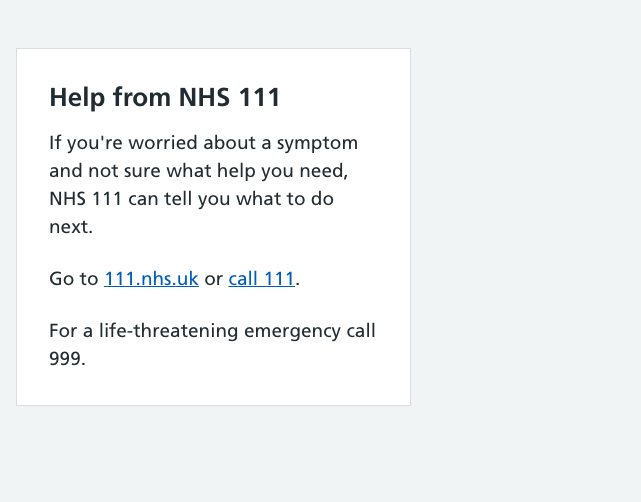 Help from NHS 111
If you're worried about a symptom
and not sure what help you need,
NHS 111 can tell you what to do
next.
Go to 111.nhs.uk or call 111.
For a life-threatening emergency call
999.